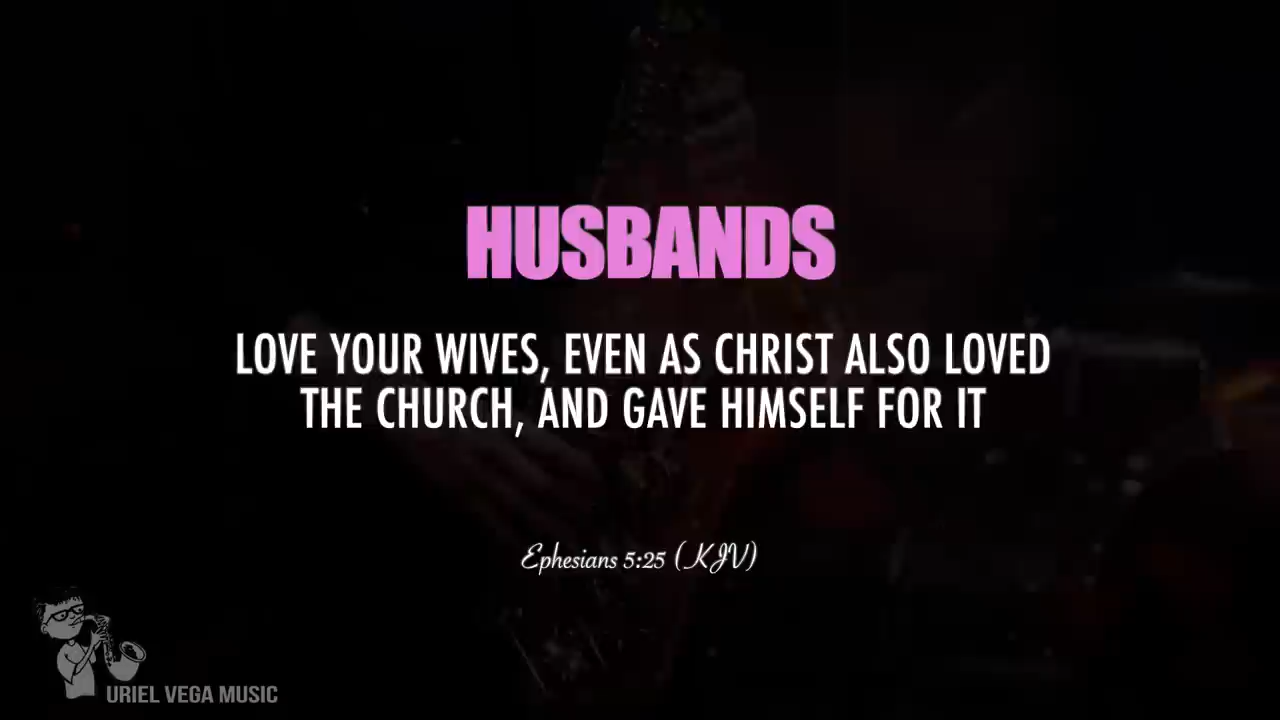 HUSBANDS
LOVE YOUR WIVES, EVEN AS CHRIST ALSO LOVED
THE CHURCH, AND GAVE HIMSELF FOR IT
Ephesians 5:25 (KJV)
URIEL VEGA MUSIC